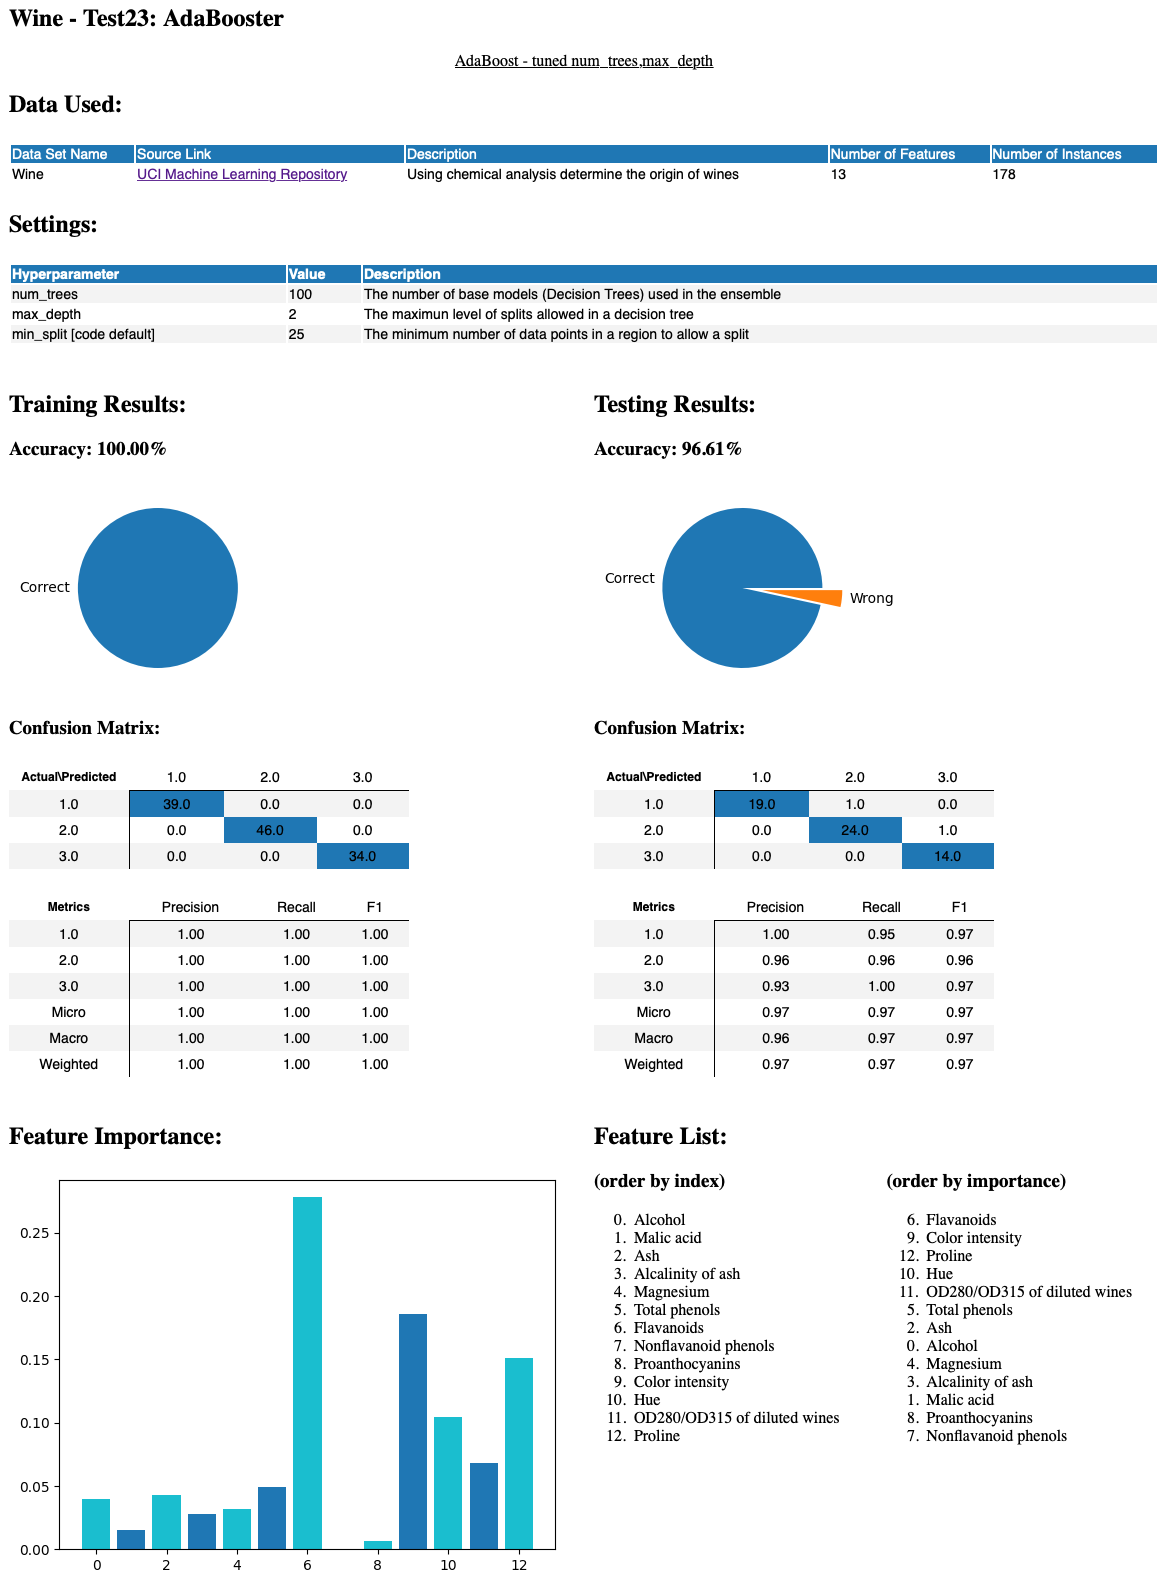 Wine - Test23: AdaBooster
AdaBoost - tuned num_trees,max_depth
Data Used:
Data Set Name Source Link Description Number of Features Number of Instances
Wine UCI Machine Learning Repository Using chemical analysis determine the origin of wines 13 178
Settings:
Hyperparameter Value Description
num_trees 100 The number of base models (Decision Trees) used in the ensemble
max_depth 2 The maximun level of splits allowed in a decision tree
min_split [code default] 25 The minimum number of data points in a region to allow a split
Training Results:
Accuracy: 100.00%
Correct
Confusion Matrix:
Actual\Predicted 1.0 2.0 3.0
1.0 39.0 0.0 0.0
2.0 0.0 46.0 0.0
3.0 0.0 0.0 34.0
Metrics Precision Recall F1
1.0 1.00 1.00 1.00
2.0 1.00 1.00 1.00
3.0 1.00 1.00 1.00
Micro 1.00 1.00 1.00
Macro 1.00 1.00 1.00
Weighted 1.00 1.00 1.00
Testing Results:
Accuracy: 96.61%
Correct
Wrong
Confusion Matrix:
Actual\Predicted 1.0 2.0 3.0
1.0 19.0 1.0 0.0
2.0 0.0 24.0 1.0
3.0 0.0 0.0 14.0
Metrics Precision Recall F1
1.0 1.00 0.95 0.97
2.0 0.96 0.96 0.96
3.0 0.93 1.00 0.97
Micro 0.97 0.97 0.97
Macro 0.96 0.97 0.97
Weighted 0.97 0.97 0.97
Feature Importance:
0.25
0.20
0.15
0.10
0.05
0.00
0 2 4 6 8 10 12
Feature List:
(order by index)
0. Alcohol
1. Malic acid
2. Ash
3. Alcalinity of ash
4. Magnesium
5. Total phenols
6. Flavanoids
7. Nonflavanoid phenols
8. Proanthocyanins
9. Color intensity
10. Hue
11. OD280/OD315 of diluted wines
12. Proline
(order by importance)
6. Flavanoids
9. Color intensity
12. Proline
10. Hue
11. OD280/OD315 of diluted wines
5. Total phenols
2. Ash
0. Alcohol
4. Magnesium
3. Alcalinity of ash
1. Malic acid
8. Proanthocyanins
7. Nonflavanoid phenols